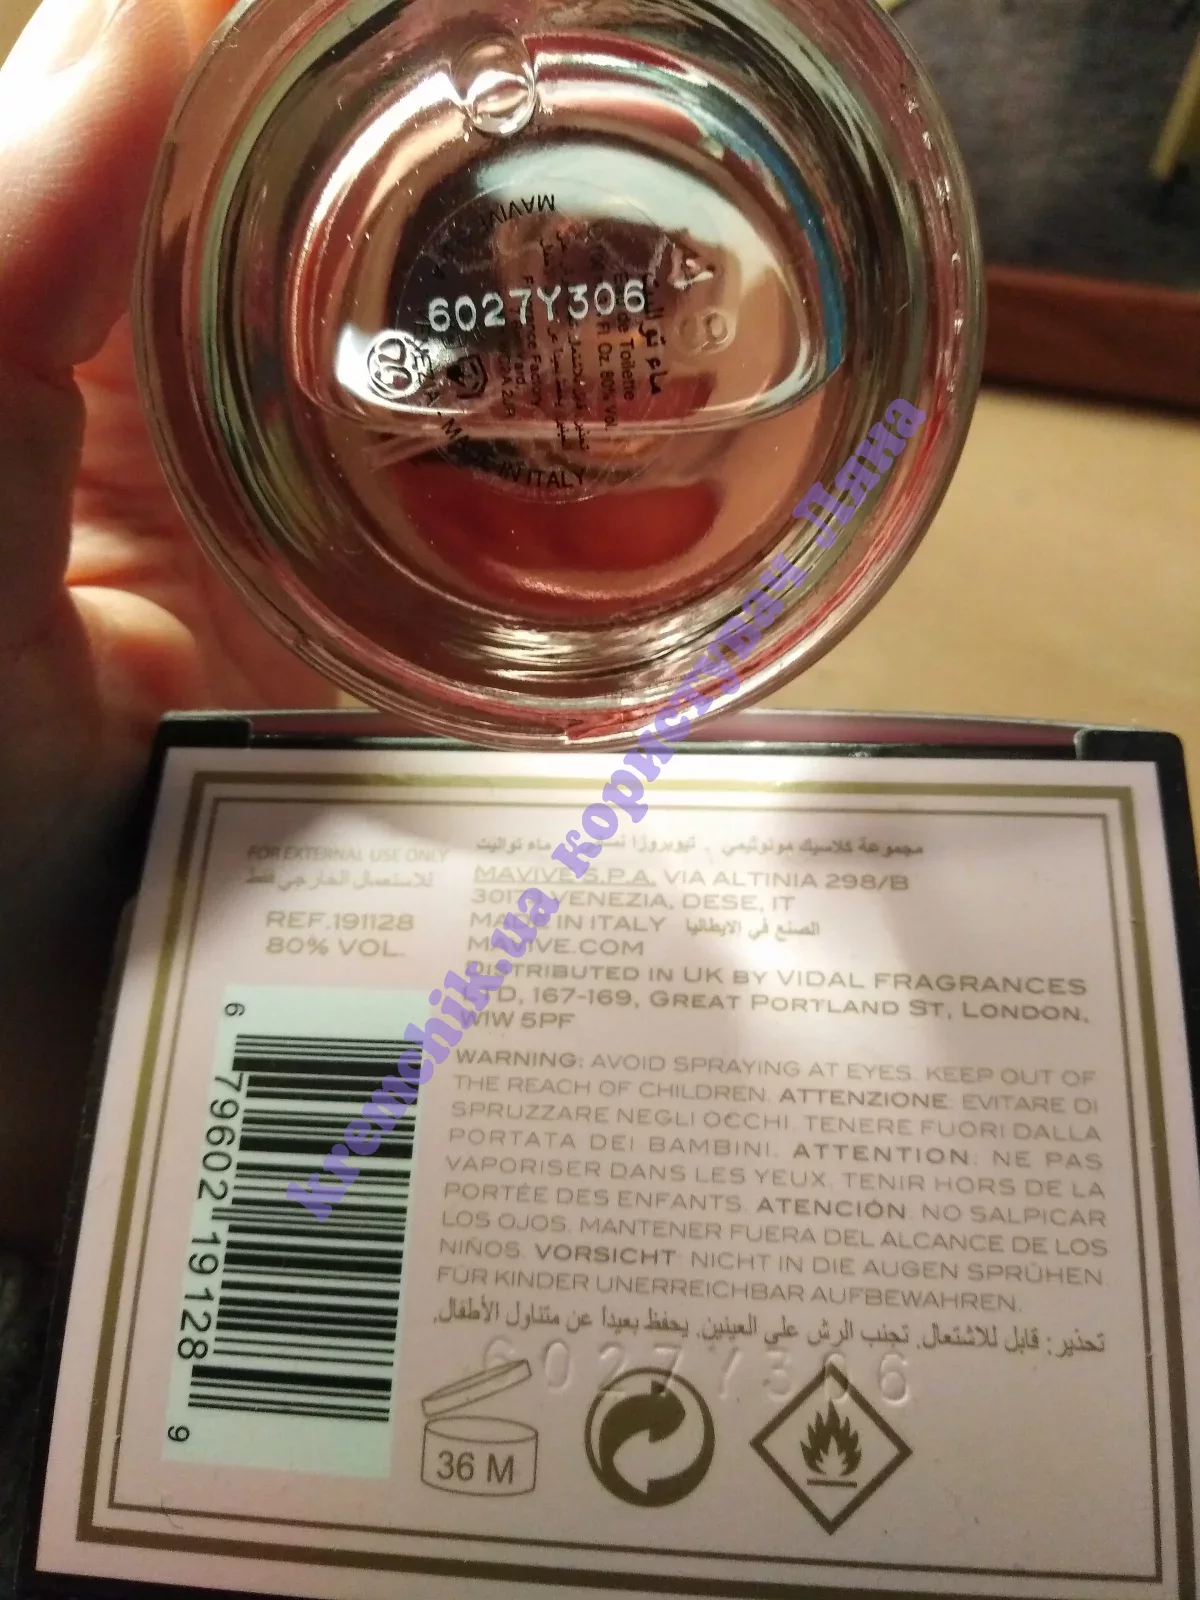 MAVIV
6027Y306
de Toilette
Fl Oz. 80% Vol.
ماء تو
IN ITALY
FOR EXTERNAL USE ONLY
للاستعمال الخارجي فقط
REF.191128
80% VOL.
مجموعة كلاسيك مونوثيمي . تيوبروزا ماء تواليت
MAVIVE S.P.A. VIA ALTINIA 298/B
VENEZIA, DESE, IT
MADE IN ITALY الصنع في الايطاليا
MAVIVE.COM
DISTRIBUTED IN UK BY VIDAL FRAGRANCES
LTD, 167-169, GREAT PORTLAND ST, LONDON,
W1W 5PF
WARNING: AVOID SPRAYING AT EYES. KEEP OUT OF
THE REACH OF CHILDREN. ATTENZIONE: EVITARE DI
SPRUZZARE NEGLI OCCHI. TENERE FUORI DALLA
PORTATA DEI BAMBINI. ATTENTION: NE PAS
VAPORISER DANS LES YEUX. TENIR HORS DE LA
PORTÉE DES ENFANTS. ATENCIÓN: NO SALPICAR
LOS OJOS. MANTENER FUERA DEL ALCANCE DE LOS
NIÑOS. VORSICHT: NICHT IN DIE AUGEN SPRÜHEN.
FÜR KINDER UNERREICHBAR AUFBEWAHREN.
تحذير: قابل للاشتعال. تجنب الرش علي العينين. يحفظ بعيدا عن متناول الأطفال.
6027Y306
6 79602 19128 9
36 M
kremchik.ua користувач Ляна